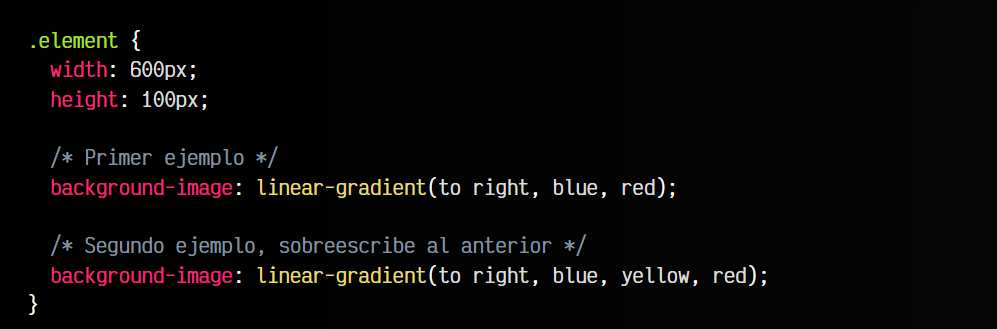 .element {
width: 600px;
height: 100px;
/* Primer ejemplo */
background-image: linear-gradient(to right, blue, red);
/* Segundo ejemplo, sobreescribe al anterior */
background-image: linear-gradient(to right, blue, yellow, red);
}